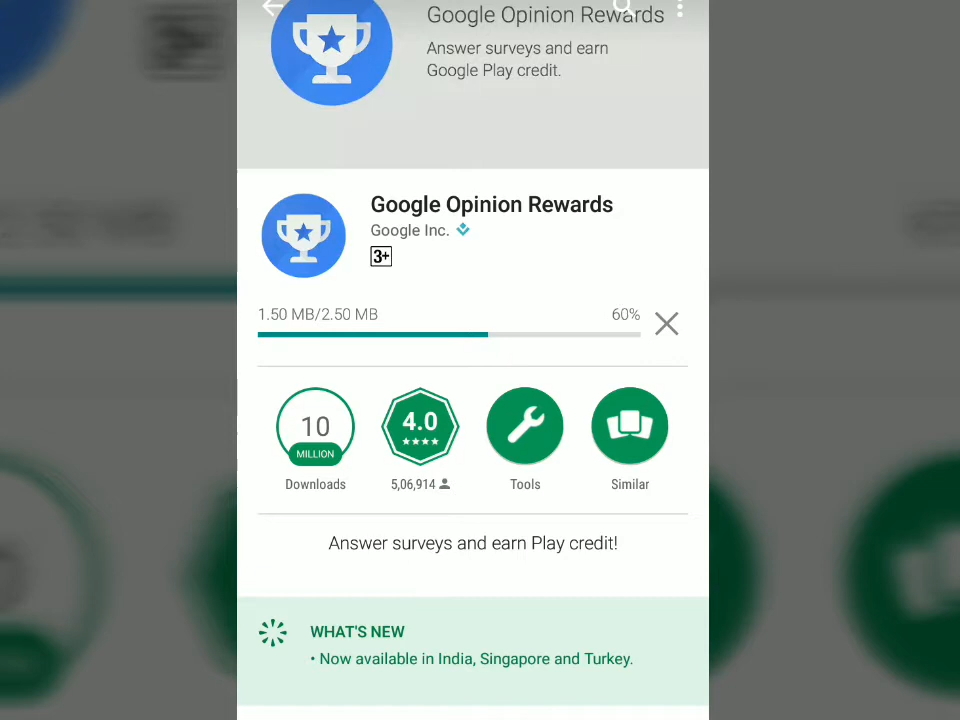 Google Opinion Rewards
Answer surveys and earn
Google Play credit.
Google Opinion Rewards
Google Inc.
3+
1.50 MB/2.50 MB
60%
10
MILLION
Downloads
4.0
5,06,914
Tools
Similar
Answer surveys and earn Play credit!
WHAT'S NEW
• Now available in India, Singapore and Turkey.